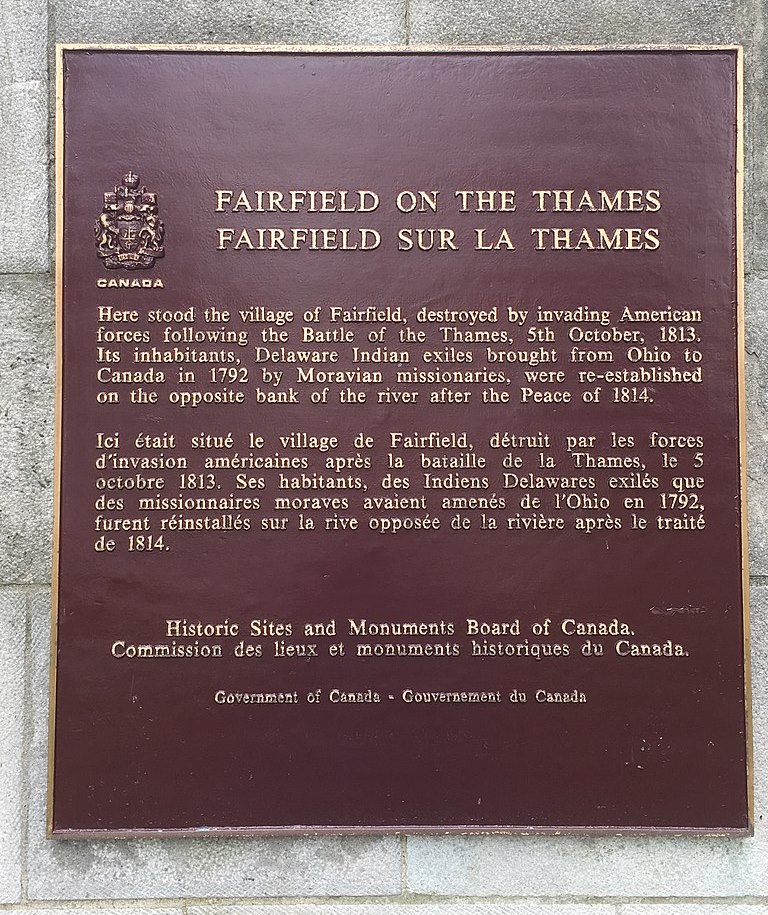 FAIRFIELD ON THE THAMES
FAIRFIELD SUR LA THAMES
CANADA
Here stood the village of Fairfield, destroyed by invading American
forces following the Battle of the Thames, 5th October, 1813.
Its inhabitants, Delaware Indian exiles brought from Ohio to
Canada in 1792 by Moravian missionaries, were re-established
on the opposite bank of the river after the Peace of 1814.
Ici était situé le village de Fairfield, détruit par les forces
d'invasion américaines après la bataille de la Thames, le 5
octobre 1813. Ses habitants, des Indiens Delawares exilés que
des missionnaires moraves avaient amenés de l'Ohio en 1792,
furent réinstallés sur la rive opposée de la rivière après le traité
de 1814.
Historic Sites and Monuments Board of Canada.
Commission des lieux et monuments historiques du Canada.
Government of Canada - Gouvernement du Canada